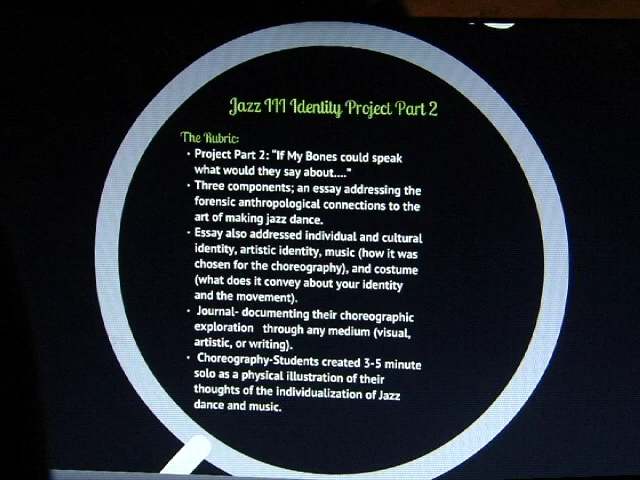 Jazz III Identity Project Part 2
The Rubric:
• Project Part 2: "If My Bones could speak
what would they say about...."
• Three components; an essay addressing the
forensic anthropological connections to the
art of making jazz dance.
• Essay also addressed individual and cultural
identity, artistic identity, music (how it was
chosen for the choreography), and costume
(what does it convey about your identity
and the movement).
• Journal- documenting their choreographic
exploration through any medium (visual,
artistic, or writing).
• Choreography-Students created 3-5 minute
solo as a physical illustration of their
thoughts of the individualization of Jazz
dance and music.